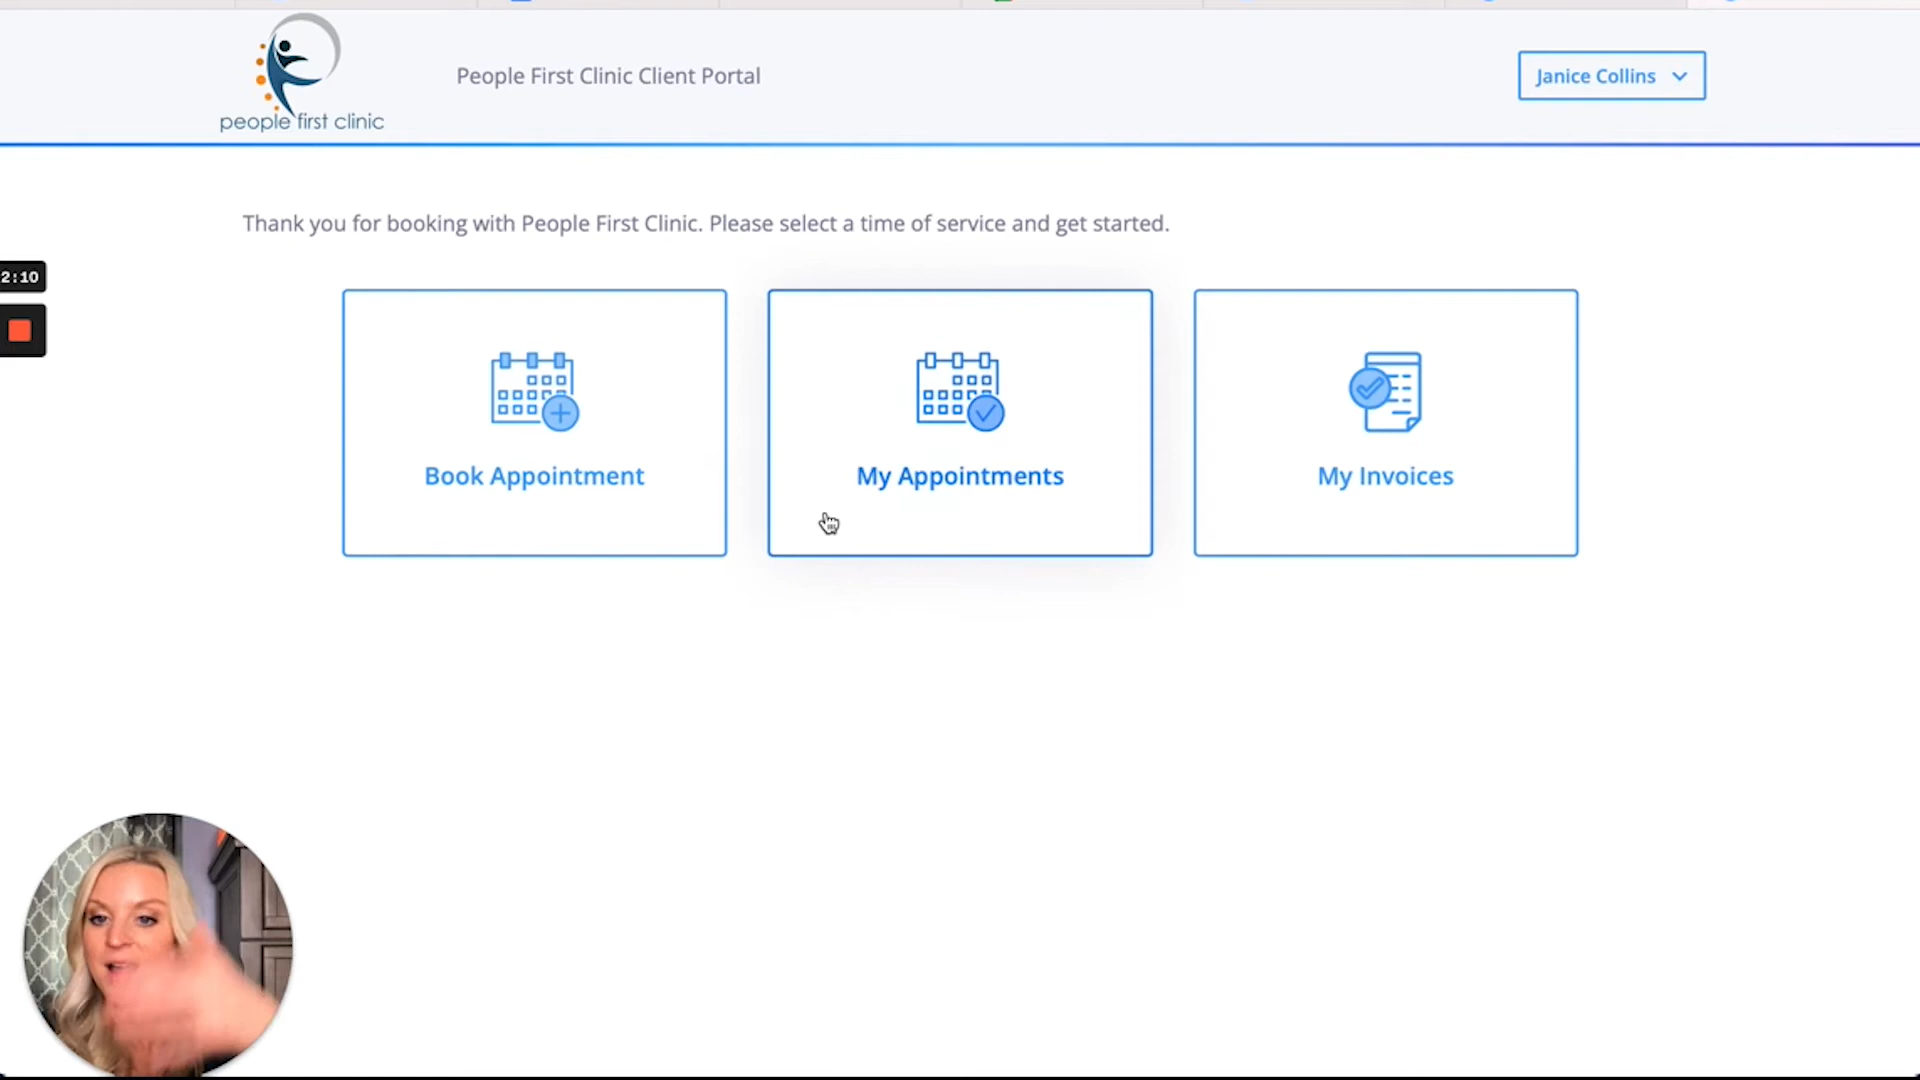 people first clinic
People First Clinic Client Portal
Janice Collins
Thank you for booking with People First Clinic. Please select a time of service and get started.
2:10
Book Appointment
My Appointments
My Invoices